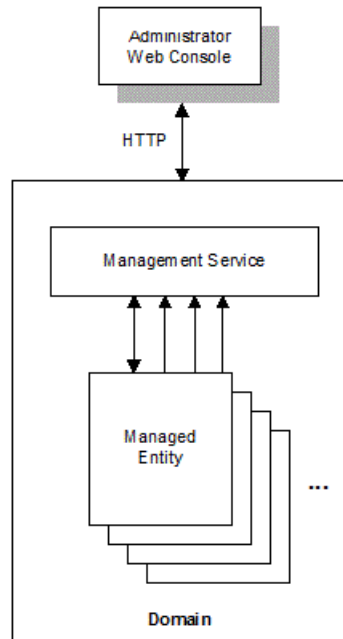 Administrator
Web Console
HTTP
Management Service
Managed
Entity
...
Domain